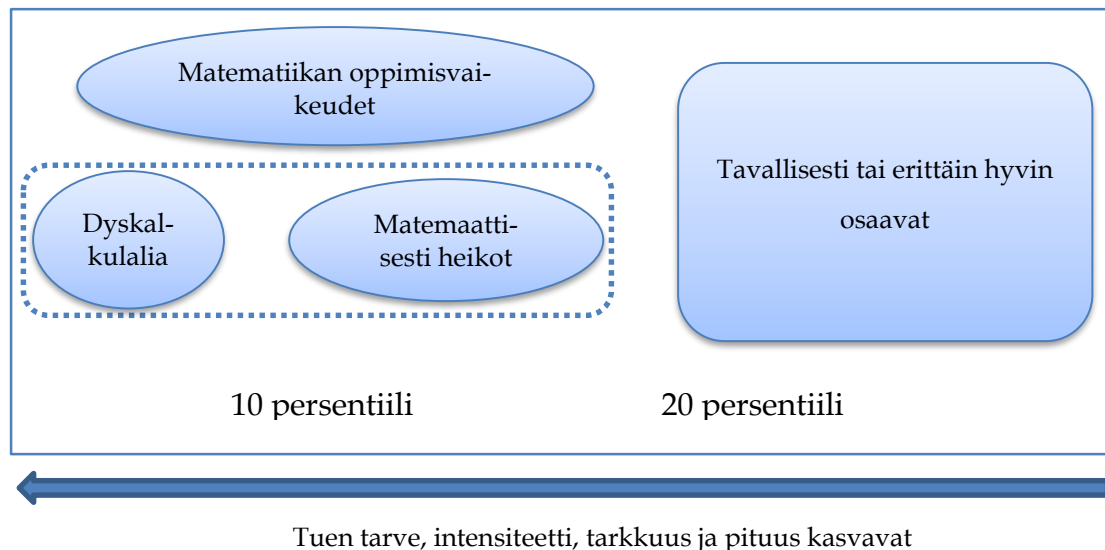 Matematiikan oppimisvai-
keudet
Tavallisesti tai erittäin hyvin
osaavat
Dyskal-
kulalia
Matemaatti-
sesti heikot
10 persentiili
20 persentiili
Tuen tarve, intensiteetti, tarkkuus ja pituus kasvavat